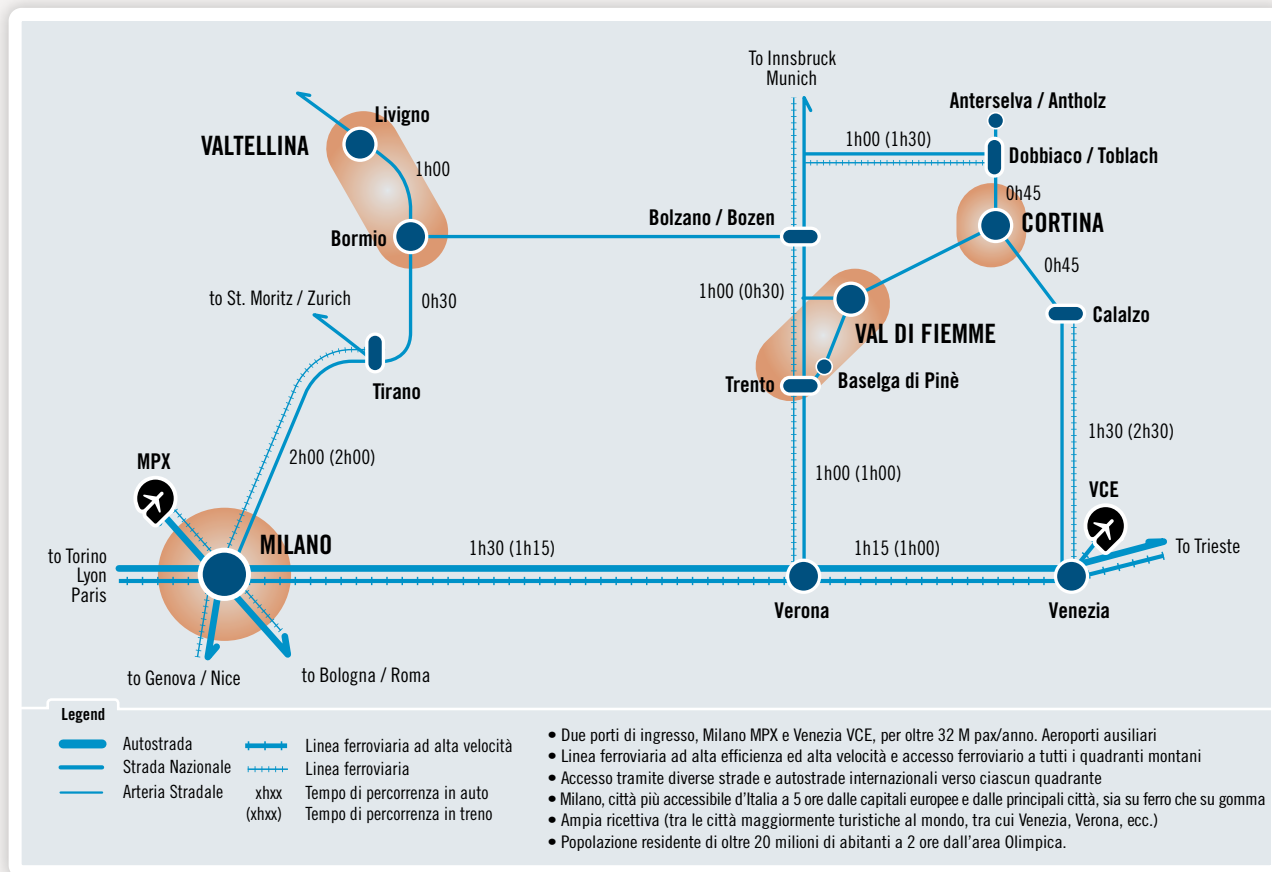 To Innsbruck
Munich
Anterselva / Antholz
Livigno
VALTELLINA
1h00 (1h30)
Dobbiaco / Toblach
1h00
0h45
Bolzano / Bozen
CORTINA
Bormio
0h45
to St. Moritz / Zurich
0h30
1h00 (0h30)
Calalzo
VAL DI FIEMME
Tirano
Trento
Baselga di Pinè
1h30 (2h30)
2h00 (2h00)
MPX
1h00 (1h00)
VCE
to Torino
Lyon
Paris
MILANO
1h30 (1h15)
1h15 (1h00)
To Trieste
Verona
Venezia
to Genova / Nice
to Bologna / Roma
Legend
Autostrada
Strada Nazionale
Arteria Stradale
Linea ferroviaria ad alta velocità
Linea ferroviaria
xhxx Tempo di percorrenza in auto
(xhxx) Tempo di percorrenza in treno
• Due porti di ingresso, Milano MPX e Venezia VCE, per oltre 32 M pax/anno. Aeroporti ausiliari
• Linea ferroviaria ad alta efficienza ed alta velocità e accesso ferroviario a tutti i quadranti montani
• Accesso tramite diverse strade e autostrade internazionali verso ciascun quadrante
• Milano, città più accessibile d'Italia a 5 ore dalle capitali europee e dalle principali città, sia su ferro che su gomma
• Ampia ricettiva (tra le città maggiormente turistiche al mondo, tra cui Venezia, Verona, ecc.)
• Popolazione residente di oltre 20 milioni di abitanti a 2 ore dall'area Olimpica.